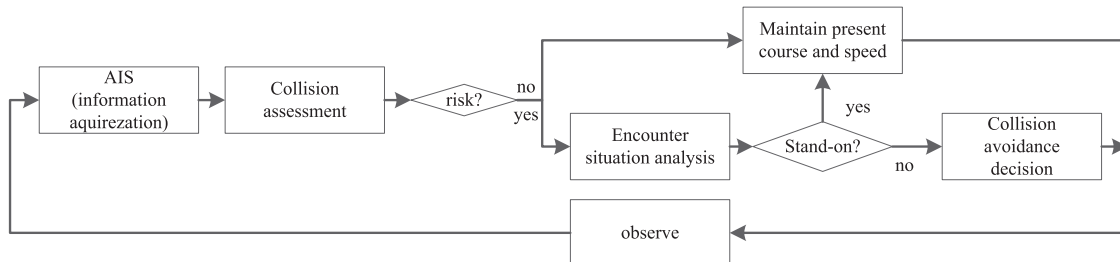 AIS
(information
aquirezation)
Collision
assessment
risk?
no
yes
Maintain present
course and speed
Encounter
situation analysis
Stand-on?
yes
no
Collision
avoidance
decision
observe